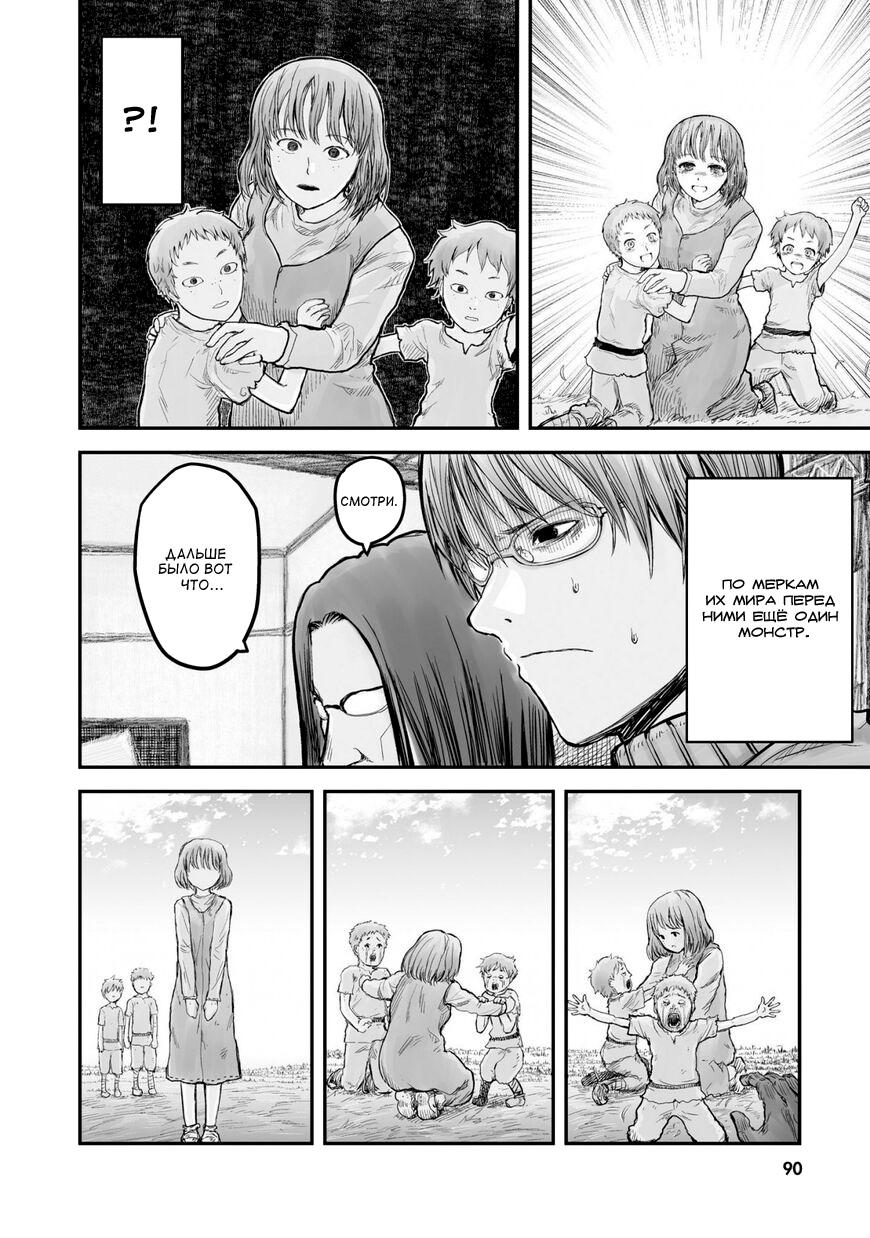 ?!
ПО МЕРКАМ
ИХ МИРА ПЕРЕД
НИМИ ЕЩЁ ОДИН
МОНСТР.
СМОТРИ.
ДАЛЬШЕ
БЫЛО ВОТ
ЧТО...
90